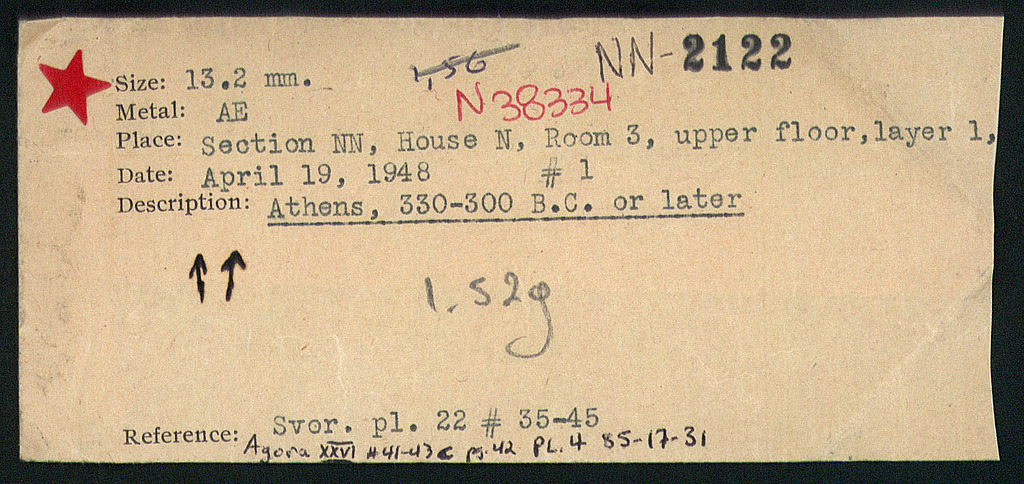 NN-2122
1,56
Size: 13.2 mm.
N38334
Metal: AE
Place: Section NN, House N, Room 3, upper floor, layer 1,
Date: April 19, 1948 # 1
Description: Athens, 330-300 B.C. or later
↑↑
1.52g
Reference: Svor. pl. 22 # 35-45
Agora XXVI #41-43c pg. 42 PL. 4 85-17-31